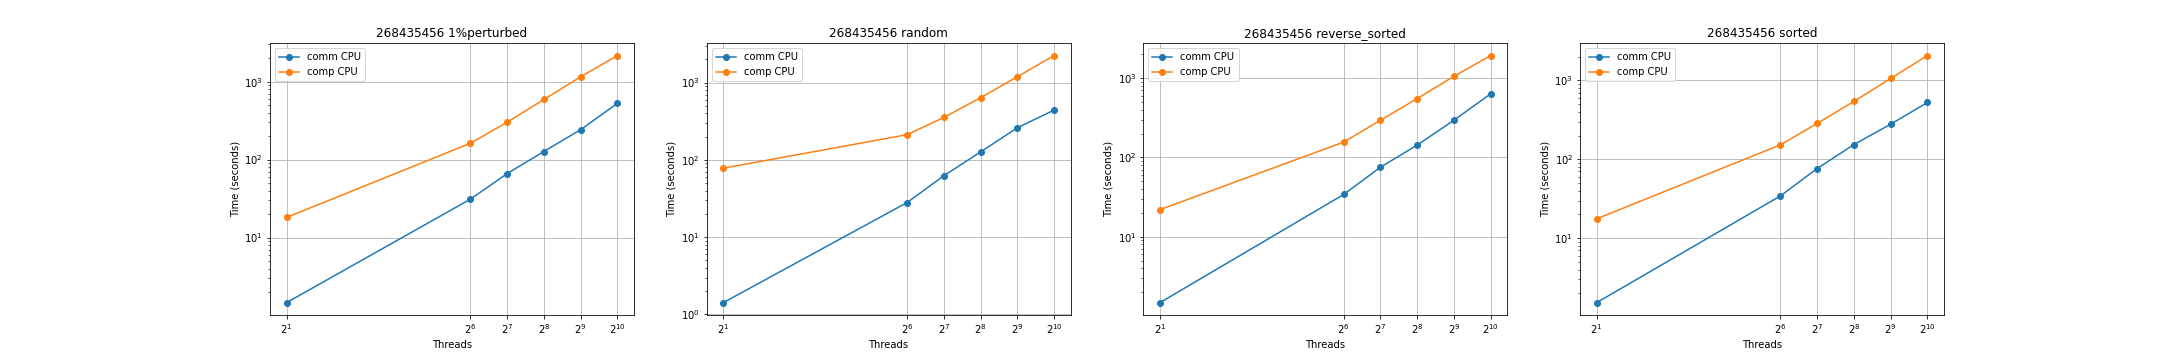 268435456 1%perturbed
comm CPU
comp CPU
10³
10²
10¹
Time (seconds)
2¹
2⁶
2⁷
2⁸
2⁹
2¹⁰
Threads
268435456 random
comm CPU
comp CPU
10³
10²
10¹
10⁰
Time (seconds)
2¹
2⁶
2⁷
2⁸
2⁹
2¹⁰
Threads
268435456 reverse_sorted
comm CPU
comp CPU
10³
10²
10¹
Time (seconds)
2¹
2⁶
2⁷
2⁸
2⁹
2¹⁰
Threads
268435456 sorted
comm CPU
comp CPU
10³
10²
10¹
Time (seconds)
2¹
2⁶
2⁷
2⁸
2⁹
2¹⁰
Threads